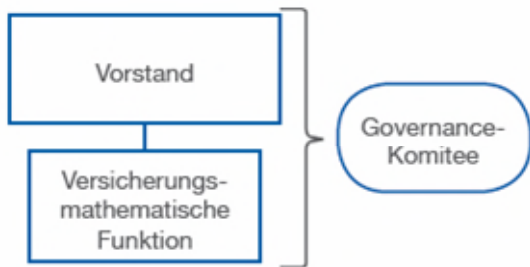 Vorstand
Versicherungs-
mathematische
Funktion
Governance-
Komitee